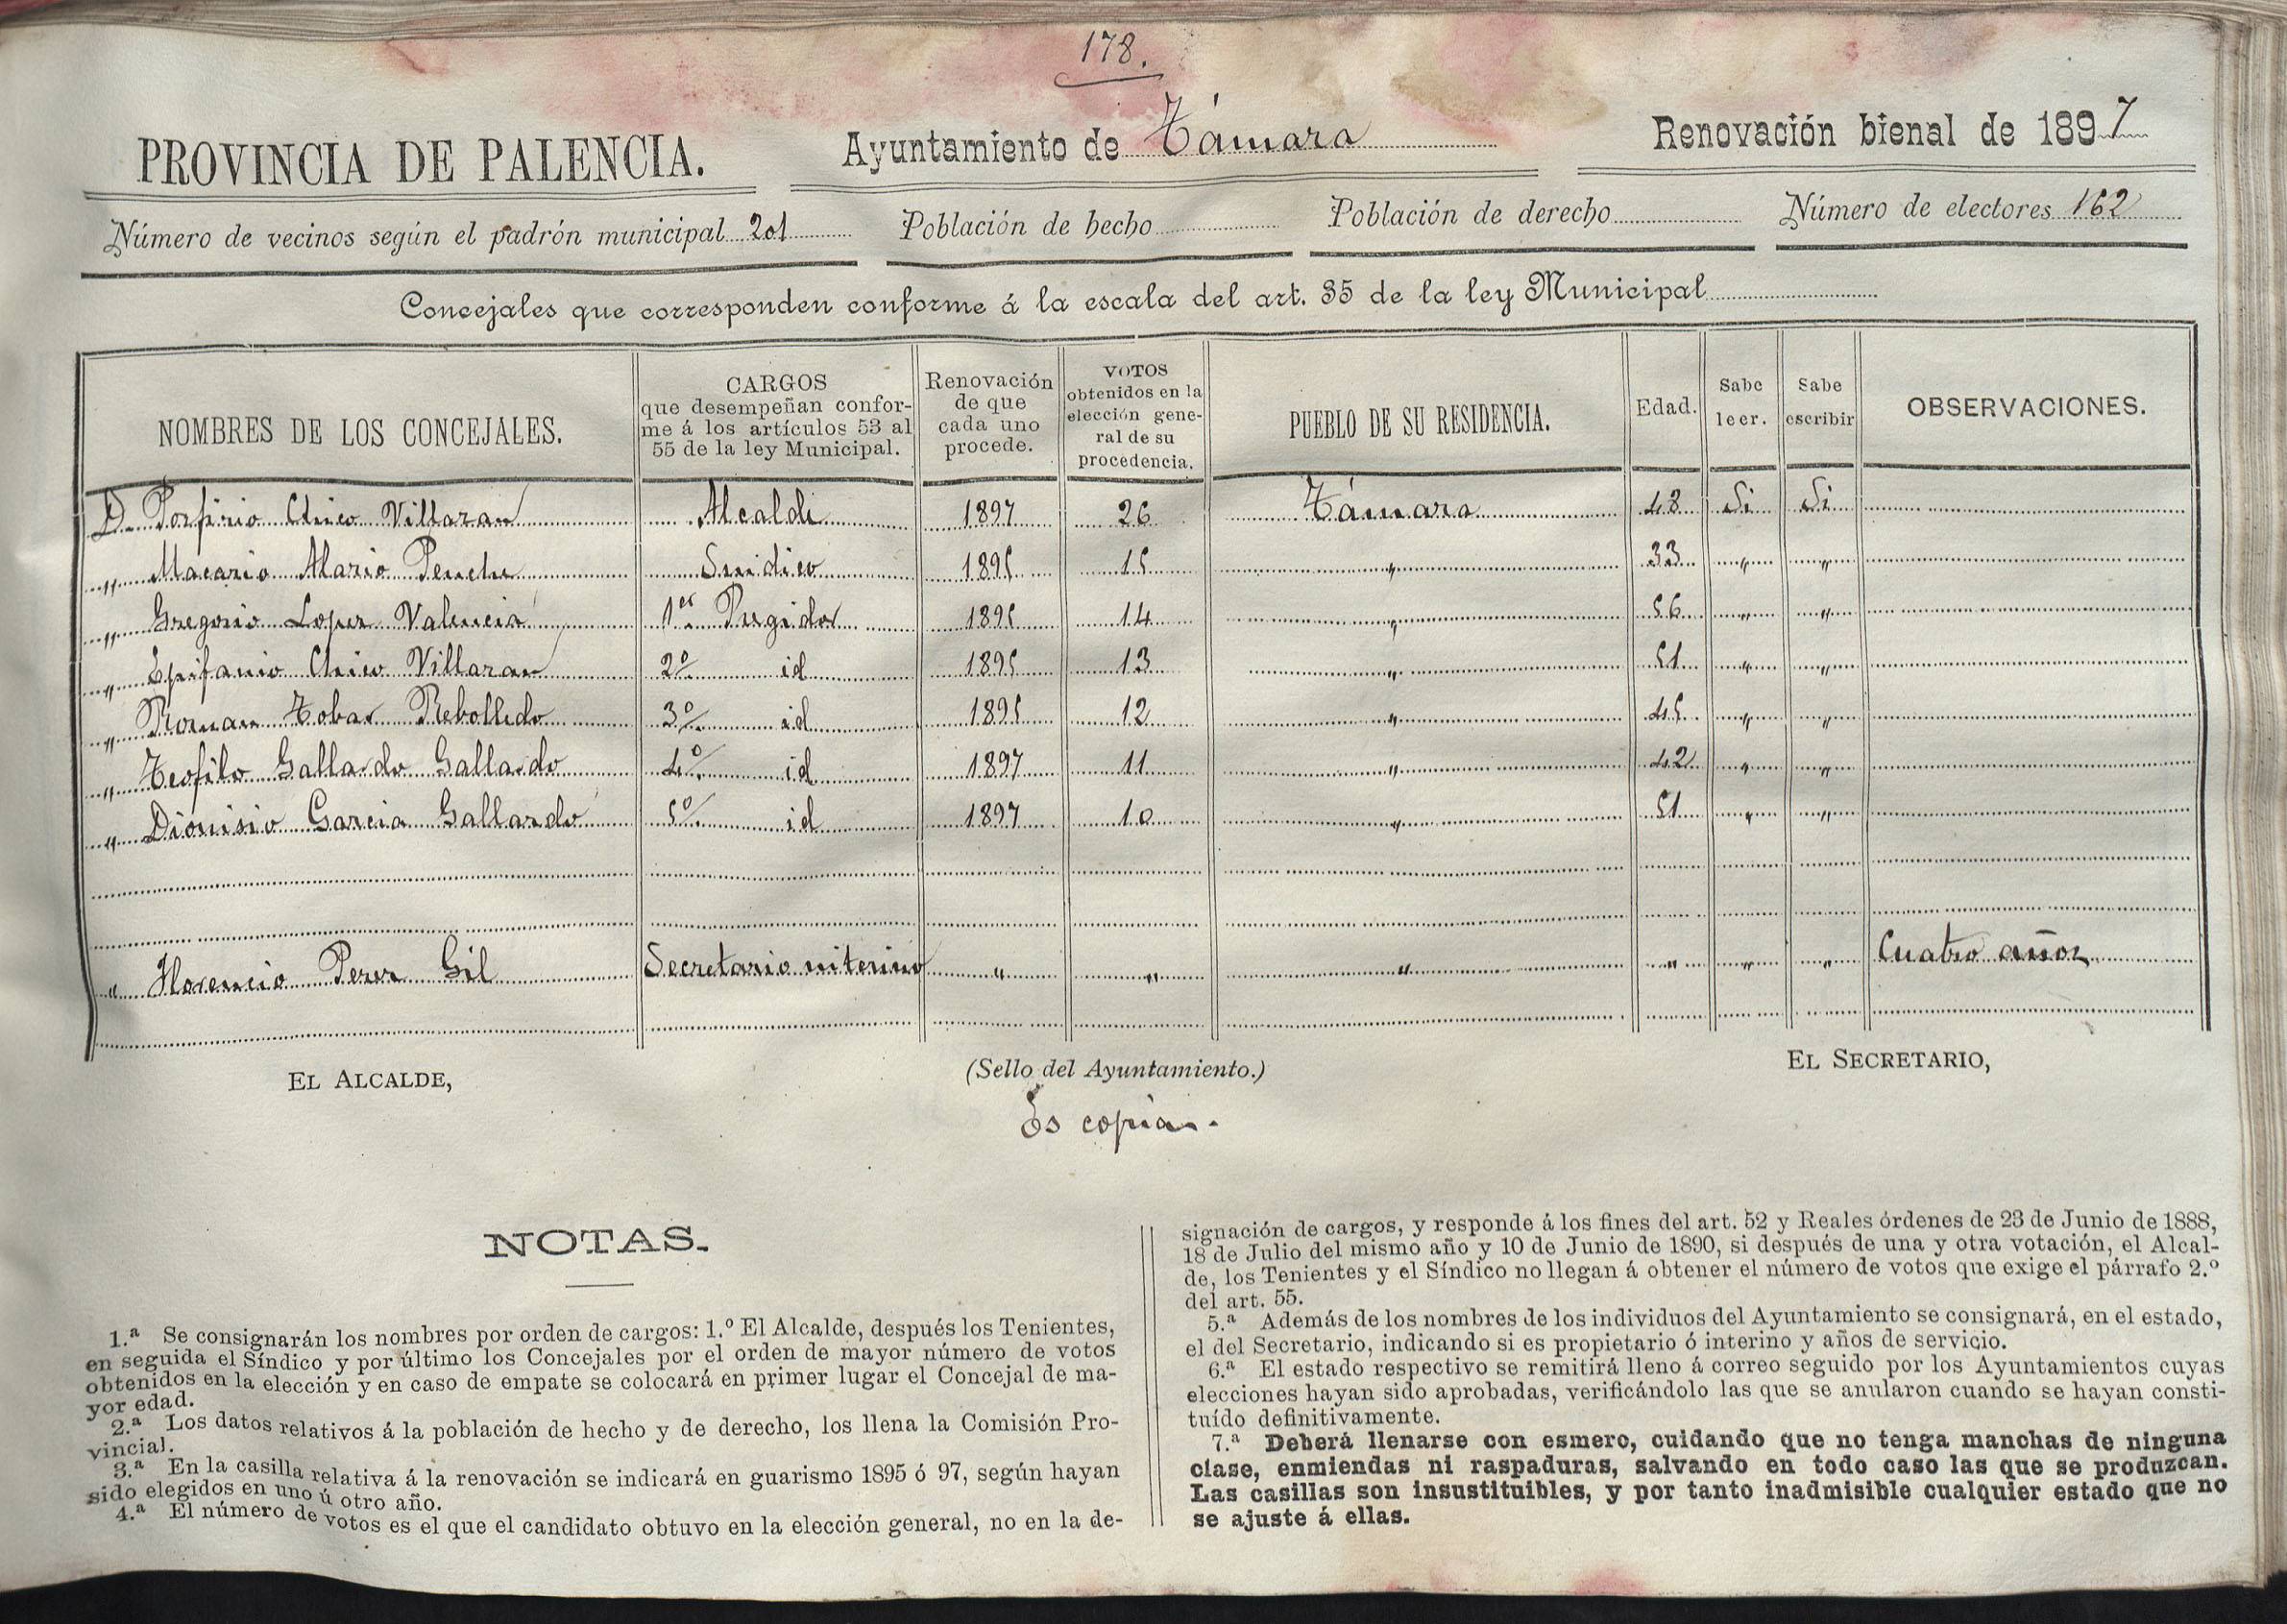 178.
PROVINCIA DE PALENCIA. Ayuntamiento de Támara Renovación bienal de 1897
Número de vecinos según el padrón municipal 201 Población de hecho Población de derecho Número de electores 162
Concejales que corresponden conforme á la escala del art. 35 de la ley Municipal
NOMBRES DE LOS CONCEJALES. CARGOS que desempeñan conforme á los artículos 53 al 55 de la ley Municipal. Renovación de que cada uno procede. VOTOS obtenidos en la elección general de su procedencia. PUEBLO DE SU RESIDENCIA. Edad. Sabe leer. Sabe escribir OBSERVACIONES.
D. Porfirio Chico Villazan Alcalde 1897 26 Támara 48 Si Si
" Macario Alario Sindico 1895 15 " 33 " "
" Gregorio Lopez Valencia 1er Regidor 1895 14 " 56 " "
" Epifanio Chico Villazan 2º id 1895 13 " 51 " "
" Roman Tobar Rebolledo 3º id 1895 12 " 45 " "
" Teofilo Gallardo Gallardo 4º id 1897 11 " 42 " "
" Dionisio Garcia Gallardo 5º id 1897 10 " 51 " "
" Florencio Perez Gil Secretario interino " " " " " " Cuatro años
EL ALCALDE, (Sello del Ayuntamiento.) EL SECRETARIO,
Es copia.
NOTAS.
1.ª Se consignarán los nombres por orden de cargos: 1.º El Alcalde, después los Tenientes,
en seguida el Síndico y por último los Concejales por el orden de mayor número de votos
obtenidos en la elección y en caso de empate se colocará en primer lugar el Concejal de ma-
yor edad.
2.ª Los datos relativos á la población de hecho y de derecho, los llena la Comisión Pro-
vincial.
3.ª En la casilla relativa á la renovación se indicará en guarismo 1895 ó 97, según hayan
sido elegidos en uno ú otro año.
4.ª El número de votos es el que el candidato obtuvo en la elección general, no en la de-
signación de cargos, y responde á los fines del art. 52 y Reales órdenes de 23 de Junio de 1888,
18 de Julio del mismo año y 10 de Junio de 1890, si después de una y otra votación, el Alcal-
de, los Tenientes y el Síndico no llegan á obtener el número de votos que exige el párrafo 2.º
del art. 55.
5.ª Además de los nombres de los individuos del Ayuntamiento se consignará, en el estado,
el del Secretario, indicando si es propietario ó interino y años de servicio.
6.ª El estado respectivo se remitirá lleno á correo seguido por los Ayuntamientos cuyas
elecciones hayan sido aprobadas, verificándolo las que se anularon cuando se hayan consti-
tuído definitivamente.
7.ª Deberá llenarse con esmero, cuidando que no tenga manchas de ninguna
clase, enmiendas ni raspaduras, salvando en todo caso las que se produzcan.
Las casillas son insustituibles, y por tanto inadmisible cualquier estado que no
se ajuste á ellas.